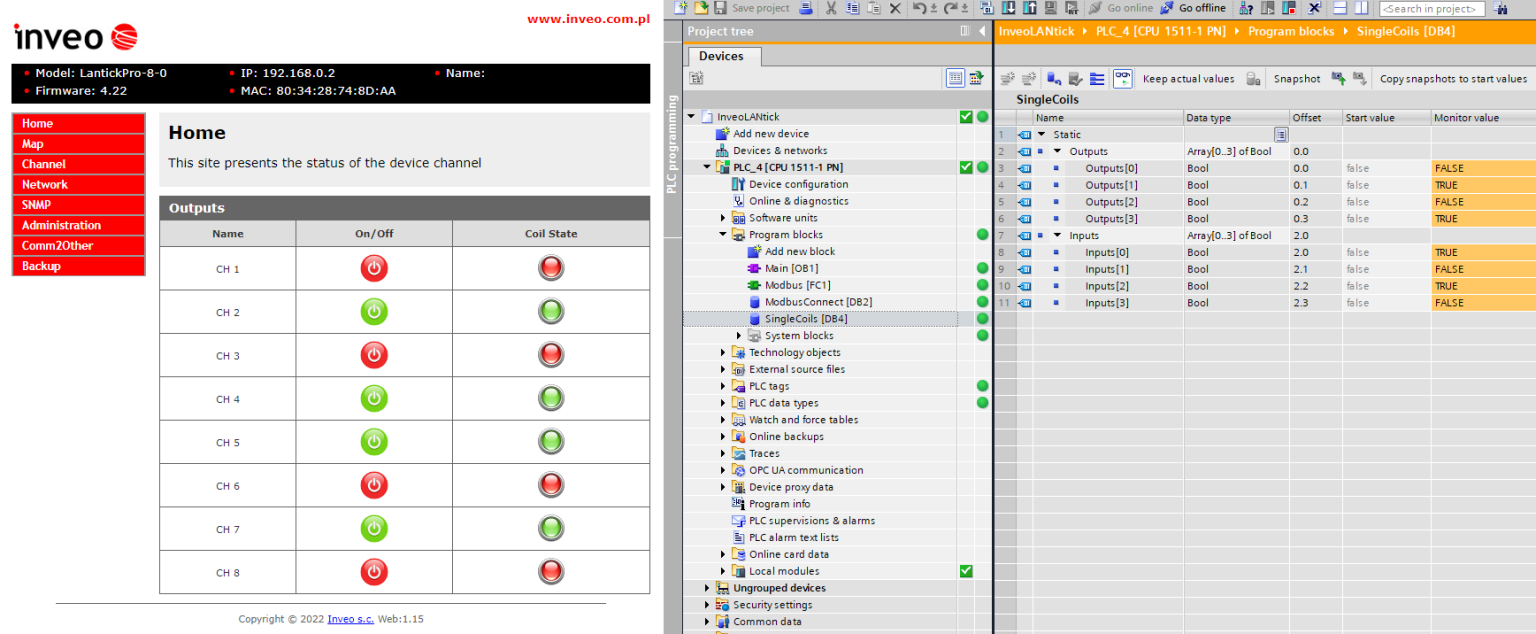 www.inveo.com.pl
inveo
Model: LantickPro-8-0 IP: 192.168.0.2 Name:
Firmware: 4.22 MAC: 80:34:28:74:8D:AA
Home
Map
Channel
Network
SNMP
Administration
Comm2Other
Backup
Home
This site presents the status of the device channel
Outputs
Name On/Off Coil State
CH 1
CH 2
CH 3
CH 4
CH 5
CH 6
CH 7
CH 8
Copyright © 2022 Inveo s.c. Web:1.15
Save project Go online Go offline <Search in project>
Project tree
Devices
PLC programming
InveoLANtick
Add new device
Devices & networks
PLC_4 [CPU 1511-1 PN]
Device configuration
Online & diagnostics
Software units
Program blocks
Add new block
Main [OB1]
Modbus [FC1]
ModbusConnect [DB2]
SingleCoils [DB4]
System blocks
Technology objects
External source files
PLC tags
PLC data types
Watch and force tables
Online backups
Traces
OPC UA communication
Device proxy data
Program info
PLC supervisions & alarms
PLC alarm text lists
Online card data
Local modules
Ungrouped devices
Security settings
Common data
InveoLANtick PLC_4 [CPU 1511-1 PN] Program blocks SingleCoils [DB4]
Keep actual values Snapshot Copy snapshots to start values
SingleCoils
Name Data type Offset Start value Monitor value
1 Static
2 Outputs Array[0..3] of Bool 0.0
3 Outputs[0] Bool 0.0 false FALSE
4 Outputs[1] Bool 0.1 false TRUE
5 Outputs[2] Bool 0.2 false FALSE
6 Outputs[3] Bool 0.3 false TRUE
7 Inputs Array[0..3] of Bool 2.0
8 Inputs[0] Bool 2.0 false TRUE
9 Inputs[1] Bool 2.1 false FALSE
10 Inputs[2] Bool 2.2 false TRUE
11 Inputs[3] Bool 2.3 false FALSE